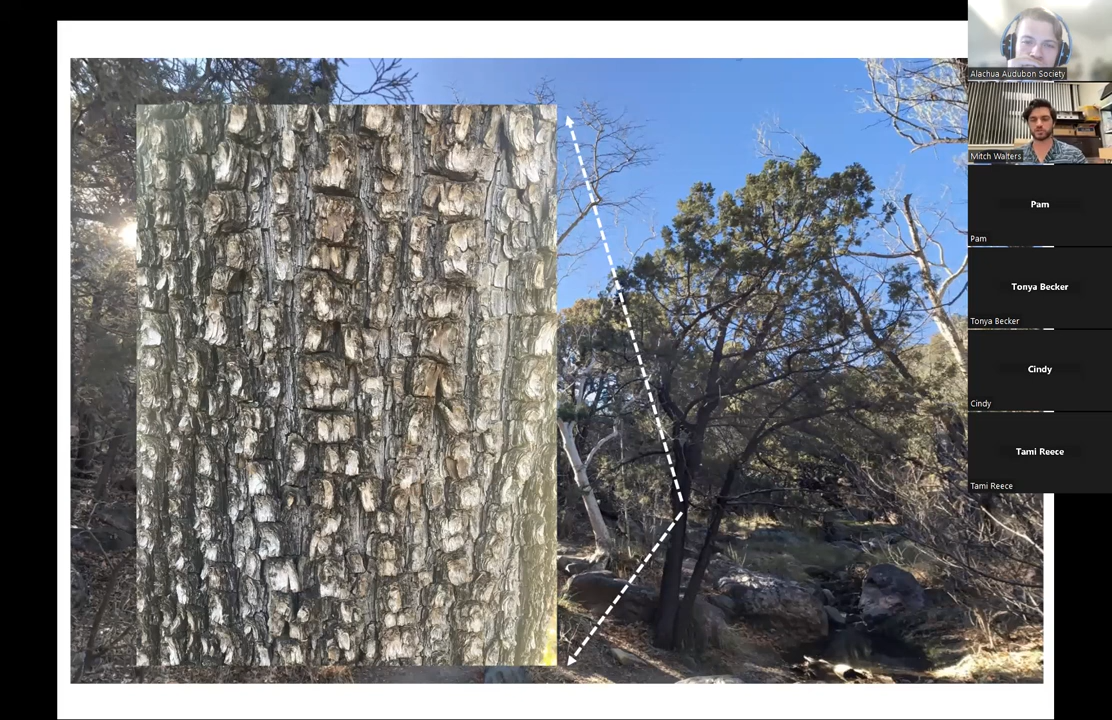 Alachua Audubon Society
Mitch Walters
Pam
Pam
Tonya Becker
Tonya Becker
Cindy
Cindy
Tami Reece
Tami Reece